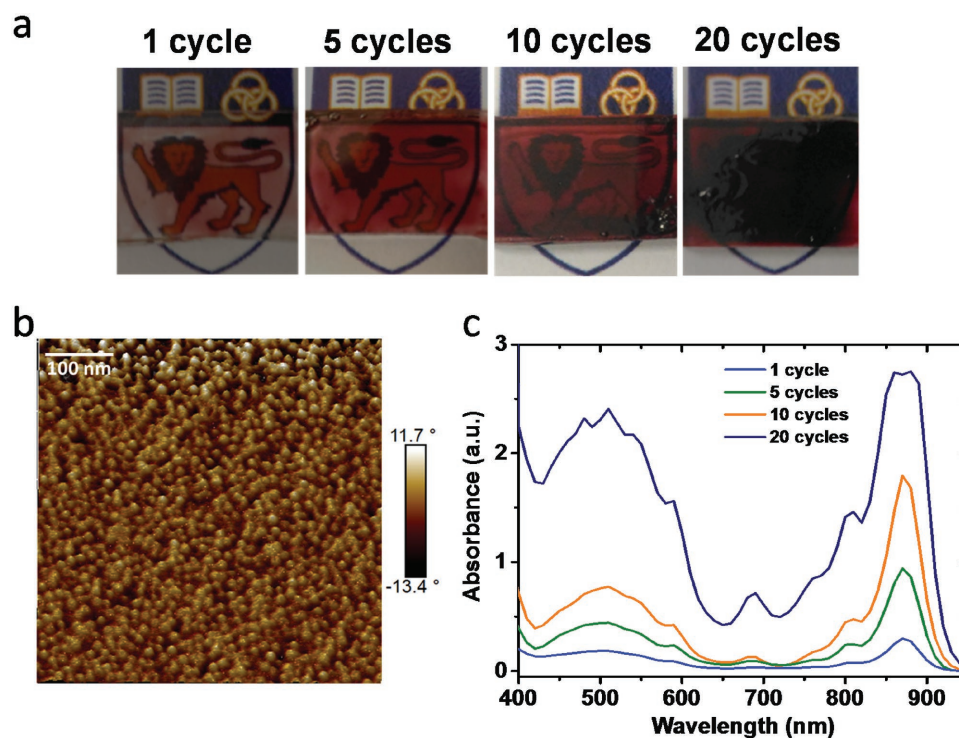 a
1 cycle 5 cycles 10 cycles 20 cycles
b
100 nm
11.7 °
-13.4 °
c
3
2
1
0
Absorbance (a.u.)
1 cycle
5 cycles
10 cycles
20 cycles
400 500 600 700 800 900
Wavelength (nm)